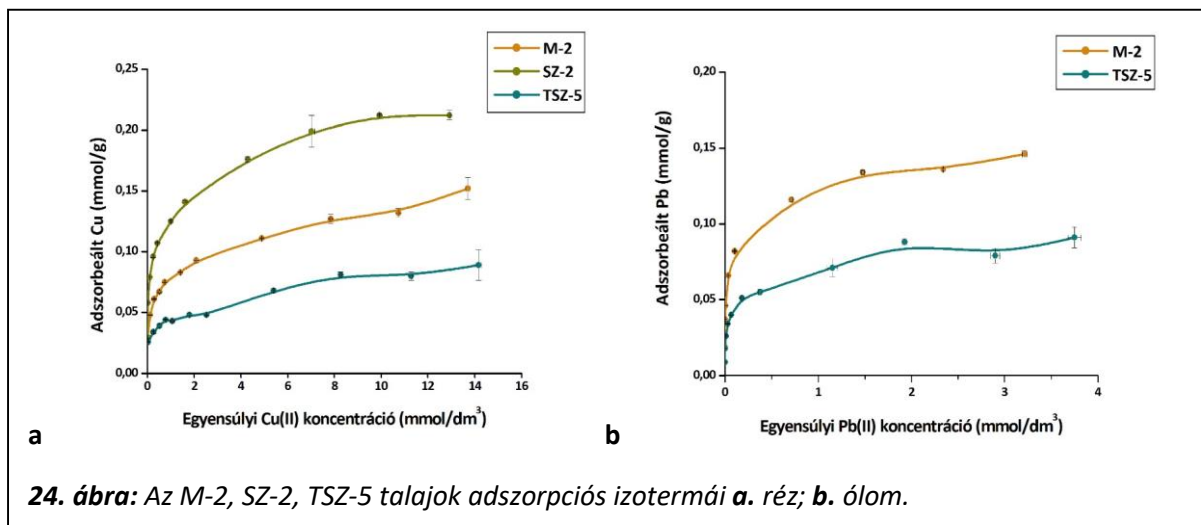 M-2
SZ-2
TSZ-5
0,25
0,20
0,15
0,10
0,05
0,00
Adszorbeált Cu (mmol/g)
0 2 4 6 8 10 12 14 16
Egyensúlyi Cu(II) koncentráció (mmol/dm³)
a
M-2
TSZ-5
0,20
0,15
0,10
0,05
0,00
Adszorbeált Pb (mmol/g)
0 1 2 3 4
Egyensúlyi Pb(II) koncentráció (mmol/dm³)
b
24. ábra: Az M-2, SZ-2, TSZ-5 talajok adszorpciós izotermái a. réz; b. ólom.